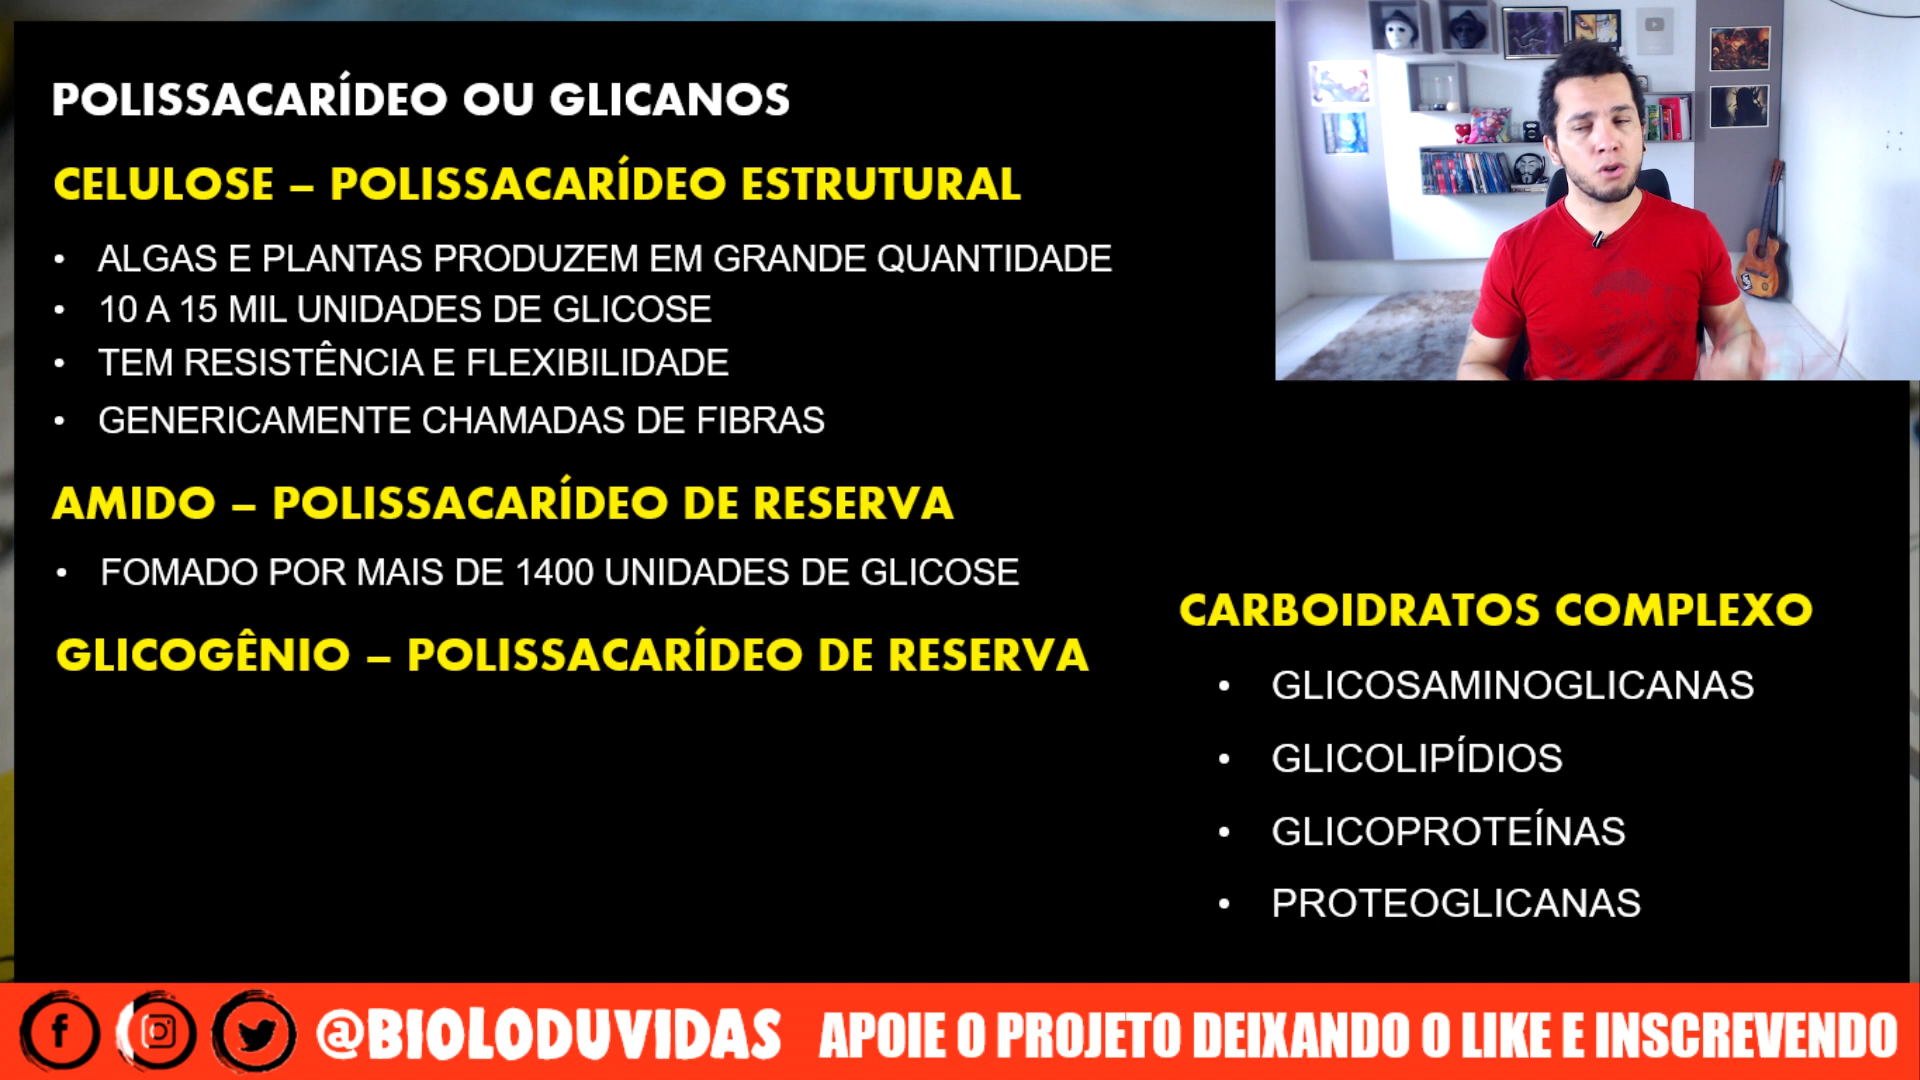 POLISSACARÍDEO OU GLICANOS
CELULOSE – POLISSACARÍDEO ESTRUTURAL
• ALGAS E PLANTAS PRODUZEM EM GRANDE QUANTIDADE
• 10 A 15 MIL UNIDADES DE GLICOSE
• TEM RESISTÊNCIA E FLEXIBILIDADE
• GENERICAMENTE CHAMADAS DE FIBRAS
AMIDO – POLISSACARÍDEO DE RESERVA
• FOMADO POR MAIS DE 1400 UNIDADES DE GLICOSE
GLICOGÊNIO – POLISSACARÍDEO DE RESERVA
CARBOIDRATOS COMPLEXO
• GLICOSAMINOGLICANAS
• GLICOLIPÍDIOS
• GLICOPROTEÍNAS
• PROTEOGLICANAS
@BIOLODUVIDAS APOIE O PROJETO DEIXANDO O LIKE E INSCREVENDO